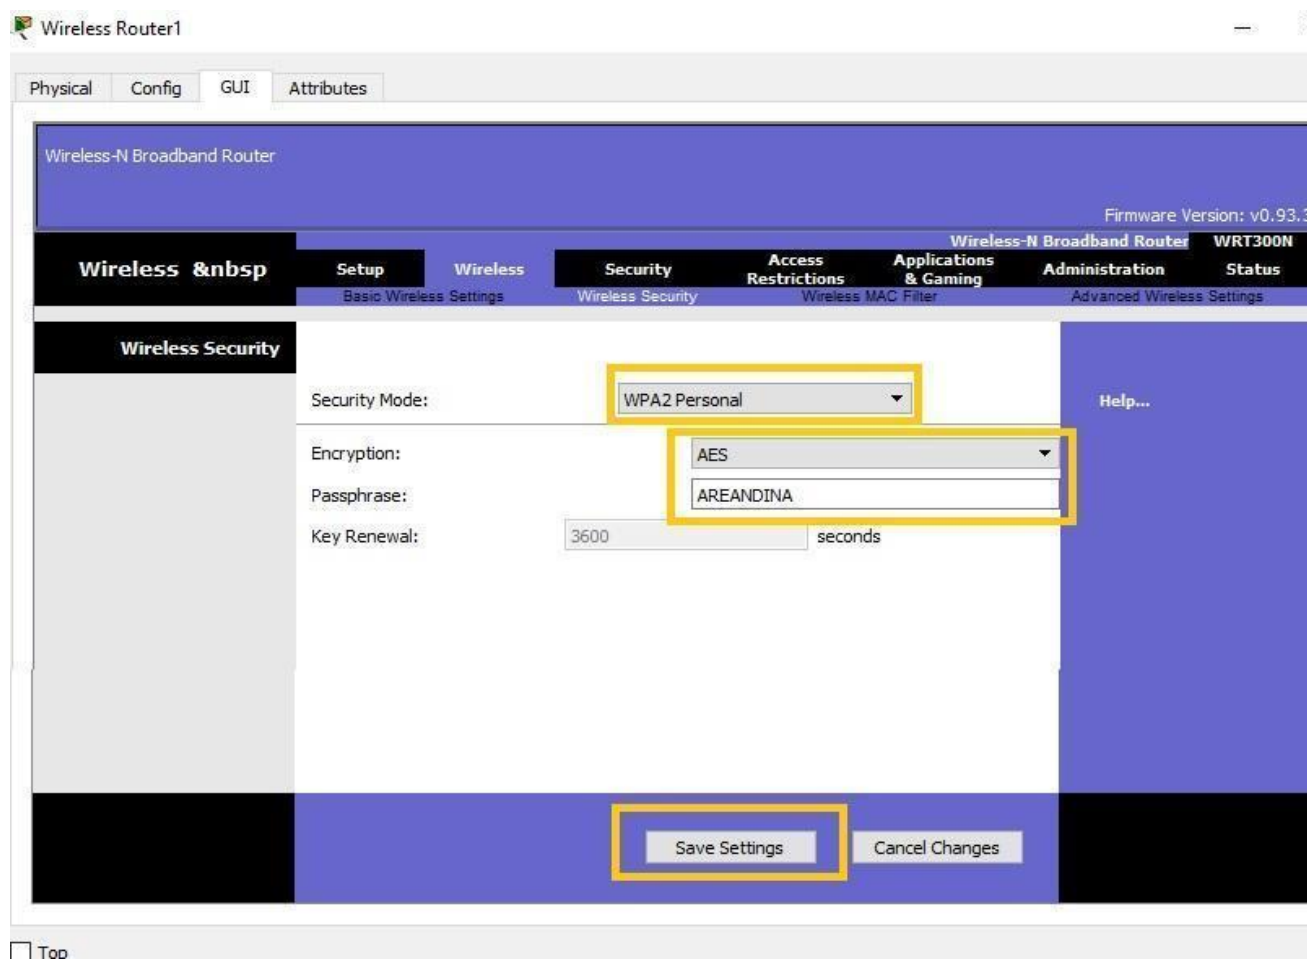 Wireless Router1
Physical Config GUI Attributes
Wireless-N Broadband Router
Firmware Version: v0.93.3
Wireless-N Broadband Router WRT300N
Wireless &nbsp
Setup Wireless Security Access Restrictions Applications & Gaming Administration Status
Basic Wireless Settings Wireless Security Wireless MAC Filter Advanced Wireless Settings
Wireless Security
Security Mode: WPA2 Personal
Help...
Encryption: AES
Passphrase: AREANDINA
Key Renewal: 3600 seconds
Save Settings Cancel Changes
Top